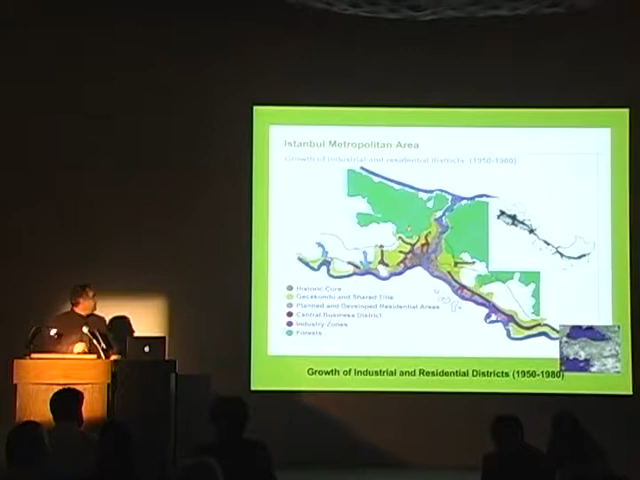 Istanbul Metropolitan Area
Growth of industrial and residential districts (1950-1980)
Historic Core
Gecekondu and Shared Title
Planned and Developed Residential Areas
Central Business District
Industry Zones
Forests
Growth of Industrial and Residential Districts (1950-1980)